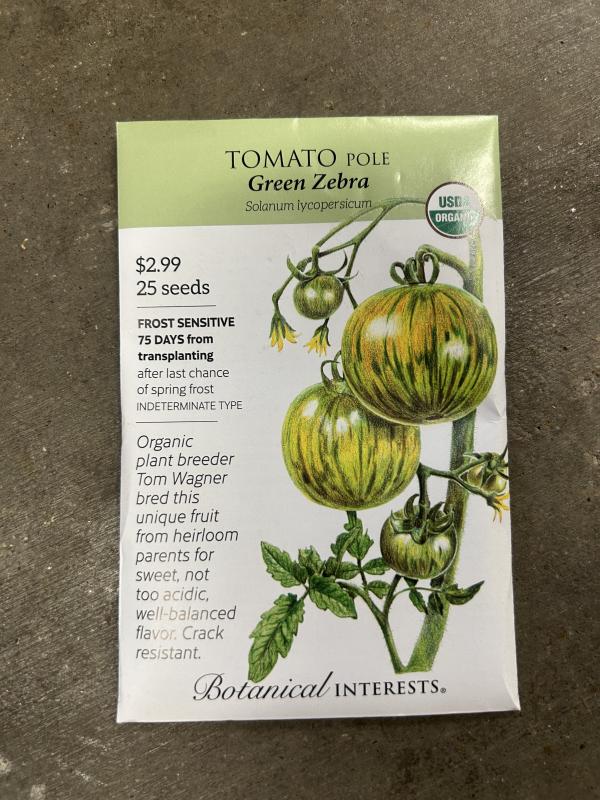 TOMATO POLE
Green Zebra
Solanum lycopersicum
USDA
ORGANIC
$2.99
25 seeds
FROST SENSITIVE
75 DAYS from
transplanting
after last chance
of spring frost
INDETERMINATE TYPE
Organic
plant breeder
Tom Wagner
bred this
unique fruit
from heirloom
parents for
sweet, not
too acidic,
well-balanced
flavor. Crack
resistant.
Botanical INTERESTS®